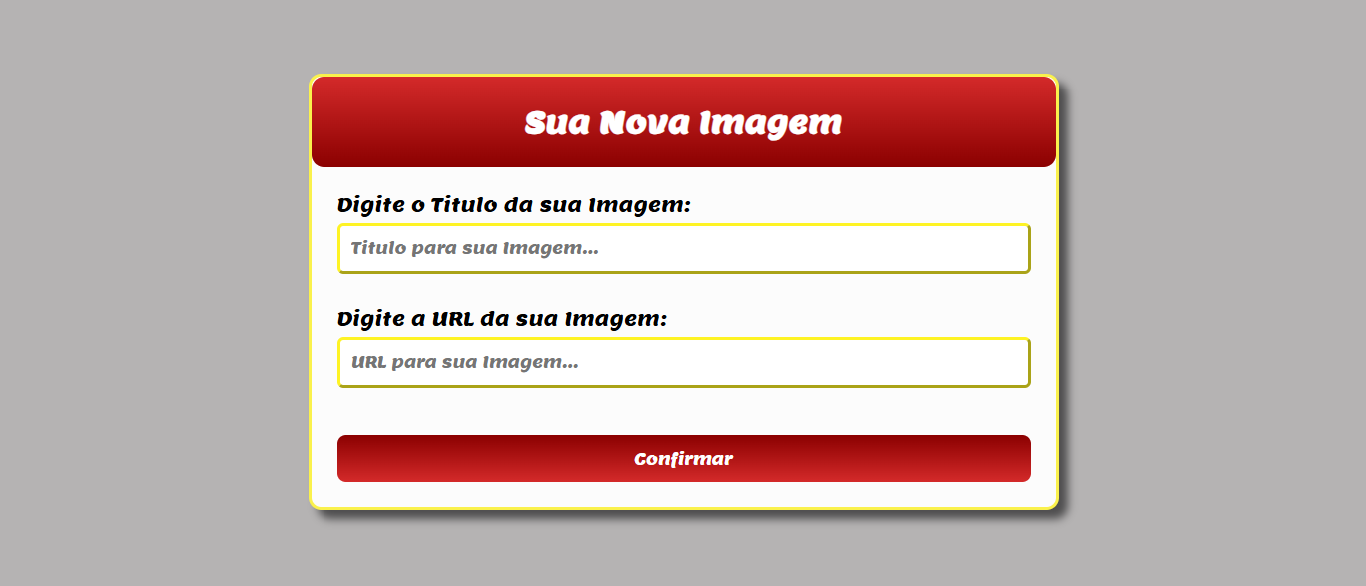 Sua Nova Imagem
Digite o Titulo da sua Imagem:
Titulo para sua Imagem...
Digite a URL da sua Imagem:
URL para sua Imagem...
Confirmar